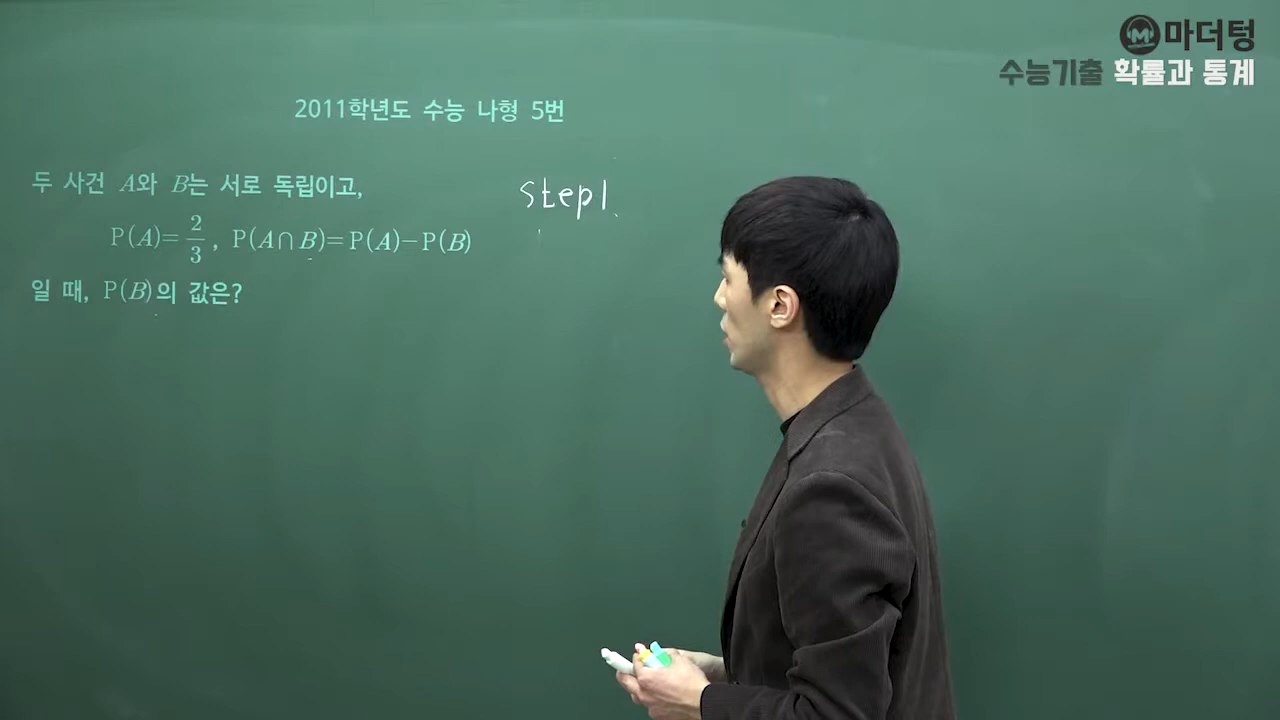 마더텅
수능기출 확률과 통계
2011학년도 수능 나형 5번
두 사건 A와 B는 서로 독립이고,
P(A)=2/3, P(A∩B)=P(A)-P(B)
일 때, P(B)의 값은?
step1.